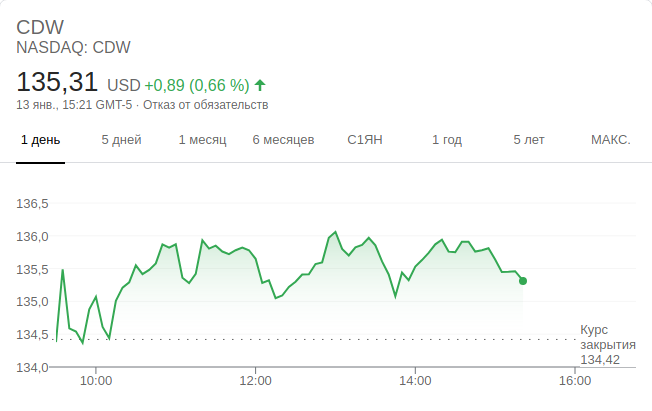 CDW
NASDAQ: CDW
135,31 USD +0,89 (0,66 %)
13 янв., 15:21 GMT-5 · Отказ от обязательств
1 день 5 дней 1 месяц 6 месяцев С1ЯН 1 год 5 лет МАКС.
136,5
136,0
135,5
135,0
134,5
134,0
Курс
закрытия
134,42
10:00 12:00 14:00 16:00